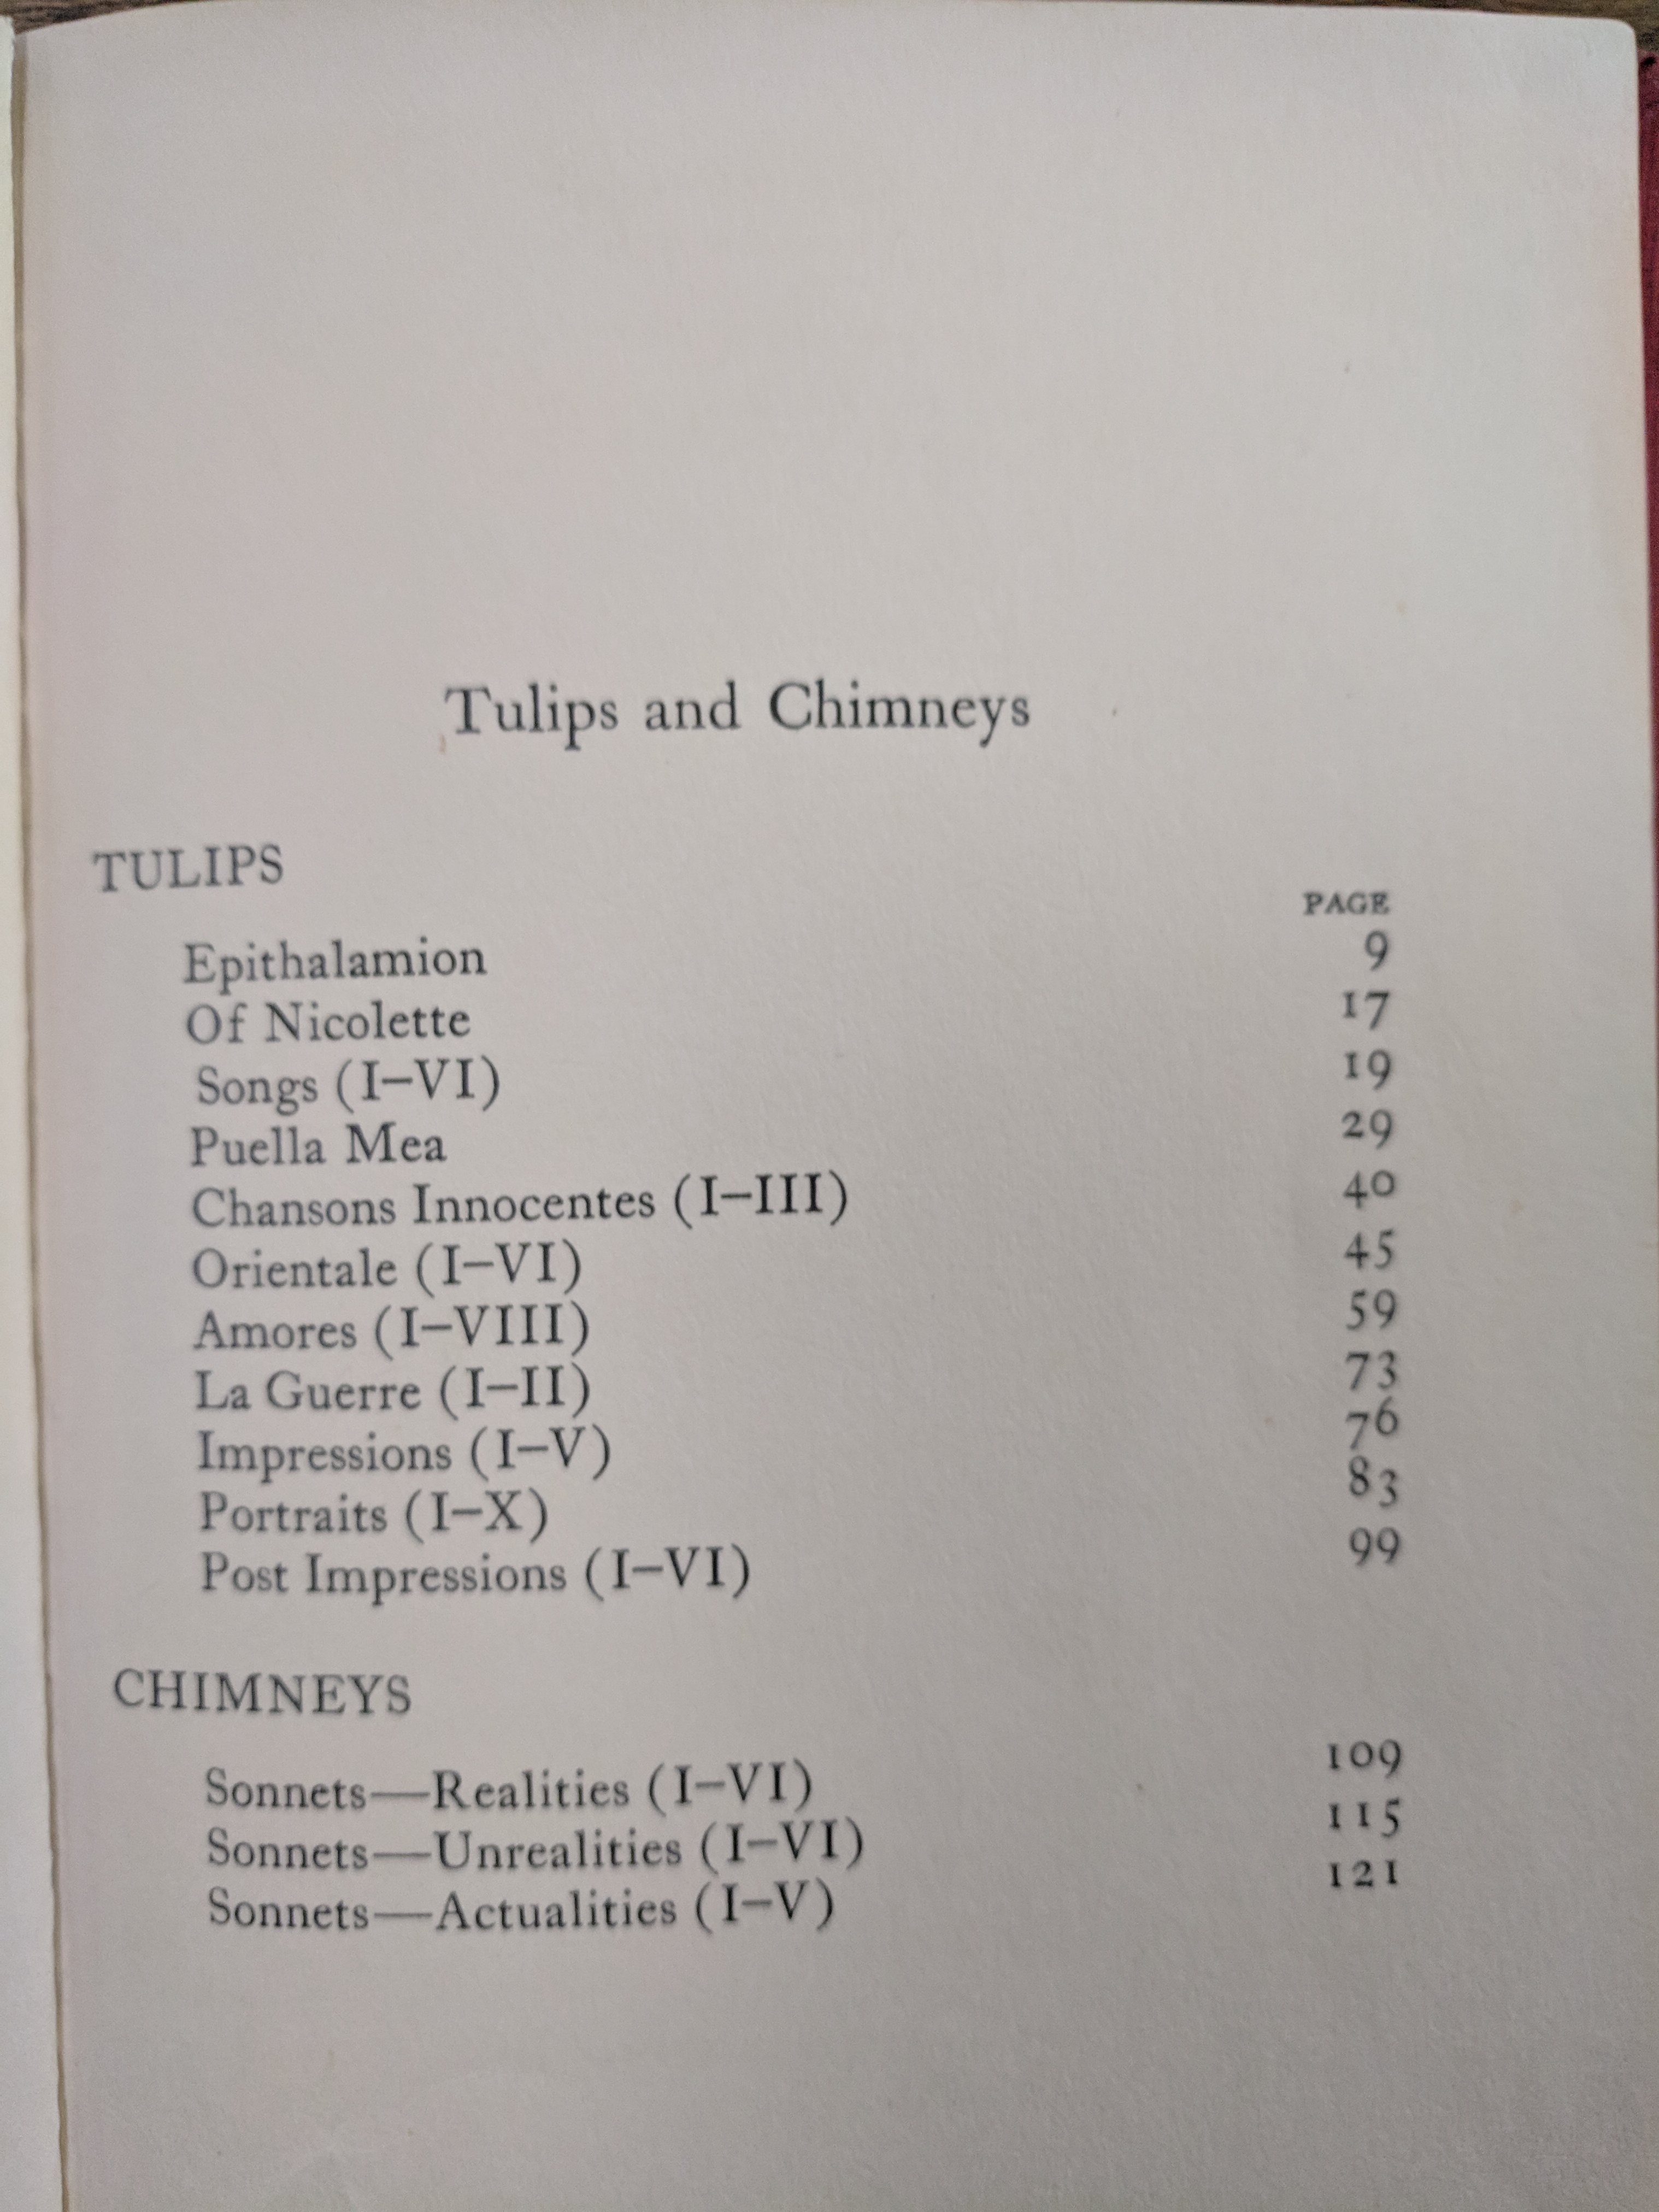 Tulips and Chimneys
TULIPS
PAGE
Epithalamion 9
Of Nicolette 17
Songs (I–VI) 19
Puella Mea 29
Chansons Innocentes (I–III) 40
Orientale (I–VI) 45
Amores (I–VIII) 59
La Guerre (I–II) 73
Impressions (I–V) 76
Portraits (I–X) 83
Post Impressions (I–VI) 99
CHIMNEYS
Sonnets—Realities (I–VI) 109
Sonnets—Unrealities (I–VI) 115
Sonnets—Actualities (I–V) 121